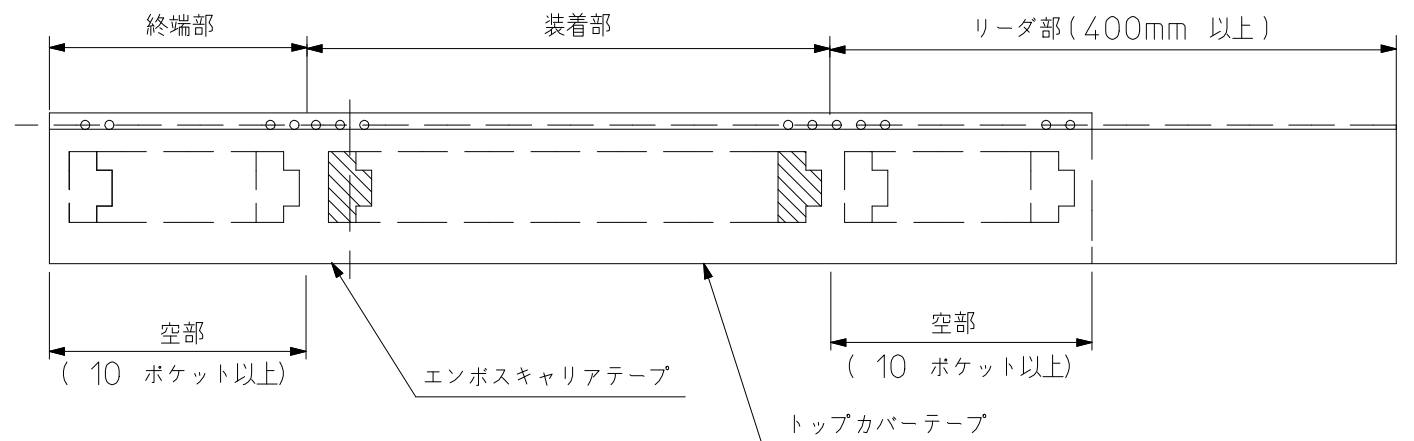 終端部
装着部
リーダ部(400mm 以上)
空部
( 10 ポケット以上)
エンボスキャリアテープ
トップカバーテープ
空部
( 10 ポケット以上)